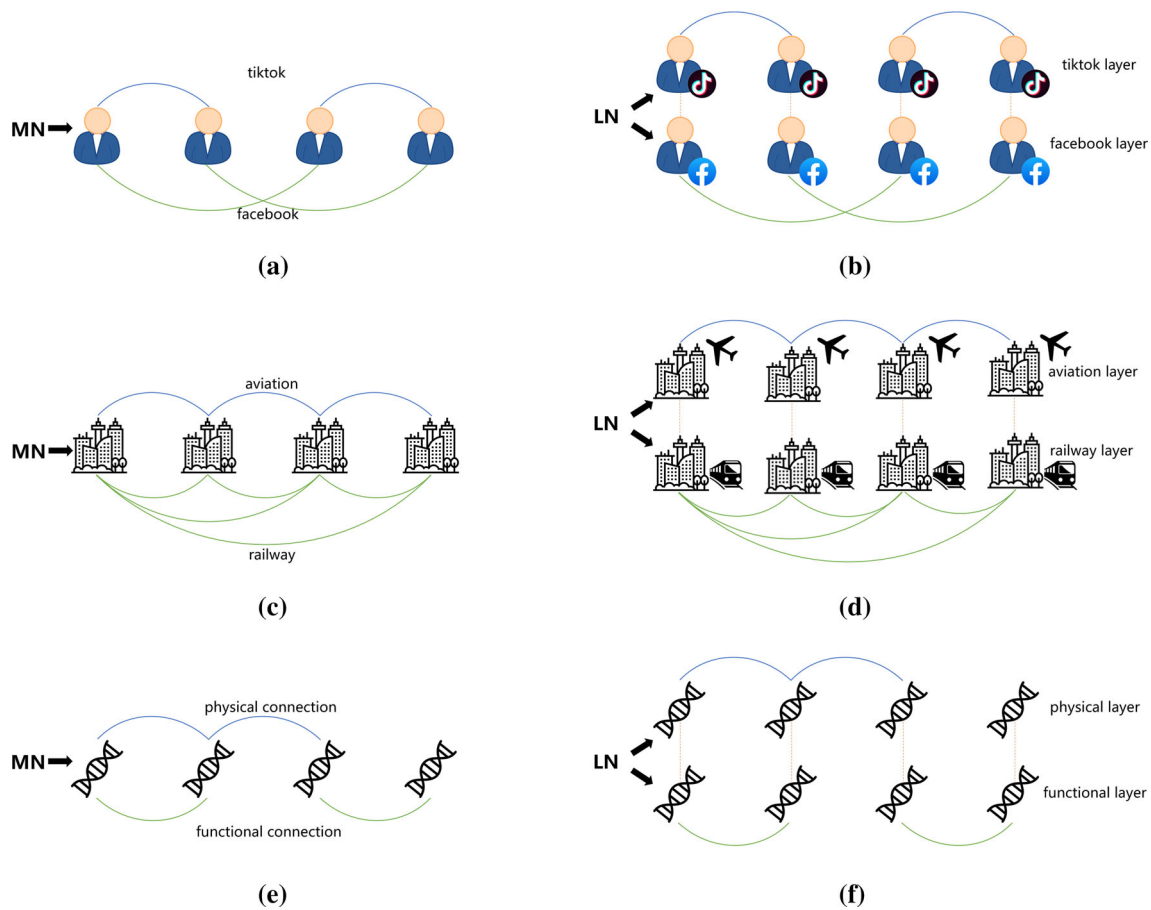 tiktok
MN
facebook
(a)
tiktok layer
LN
facebook layer
(b)
aviation
MN
railway
(c)
aviation layer
LN
railway layer
(d)
physical connection
MN
functional connection
(e)
physical layer
LN
functional layer
(f)